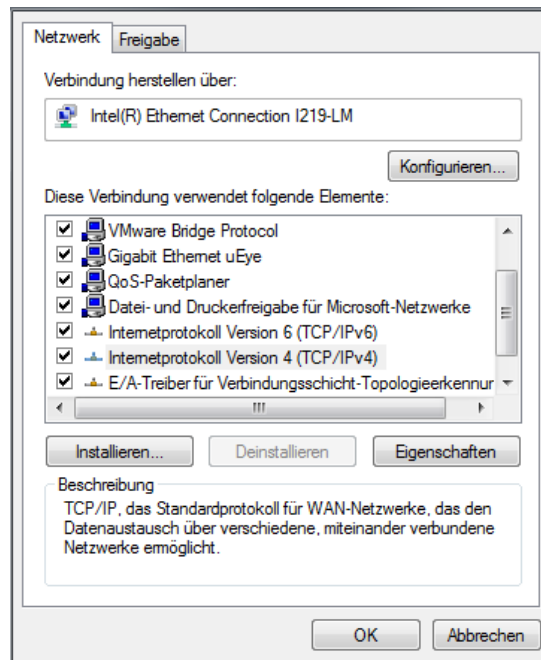 Netzwerk Freigabe
Verbindung herstellen über:
Intel(R) Ethernet Connection I219-LM
Konfigurieren...
Diese Verbindung verwendet folgende Elemente:
VMware Bridge Protocol
Gigabit Ethernet uEye
QoS-Paketplaner
Datei- und Druckerfreigabe für Microsoft-Netzwerke
Internetprotokoll Version 6 (TCP/IPv6)
Internetprotokoll Version 4 (TCP/IPv4)
E/A-Treiber für Verbindungsschicht-Topologieerkennur
Installieren... Deinstallieren Eigenschaften
Beschreibung
TCP/IP, das Standardprotokoll für WAN-Netzwerke, das den
Datenaustausch über verschiedene, miteinander verbundene
Netzwerke ermöglicht.
OK Abbrechen